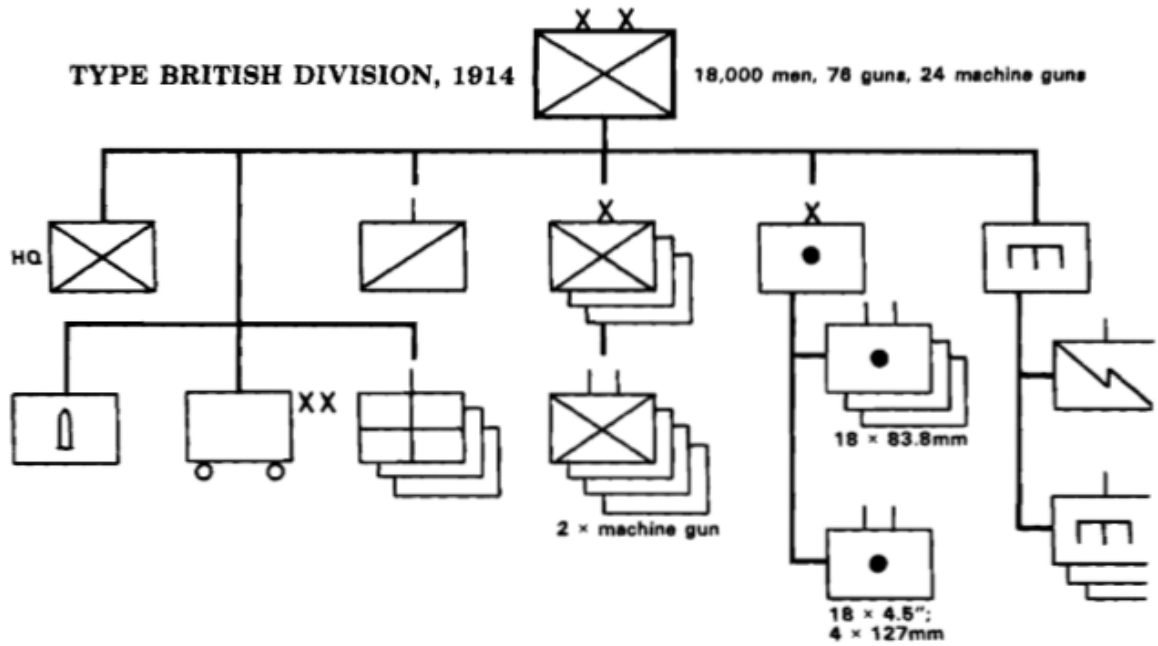 X X
TYPE BRITISH DIVISION, 1914
18,000 men, 76 guns, 24 machine guns
X
X
HQ
XX
18 × 83.8mm
2 × machine gun
18 × 4.5";
4 × 127mm